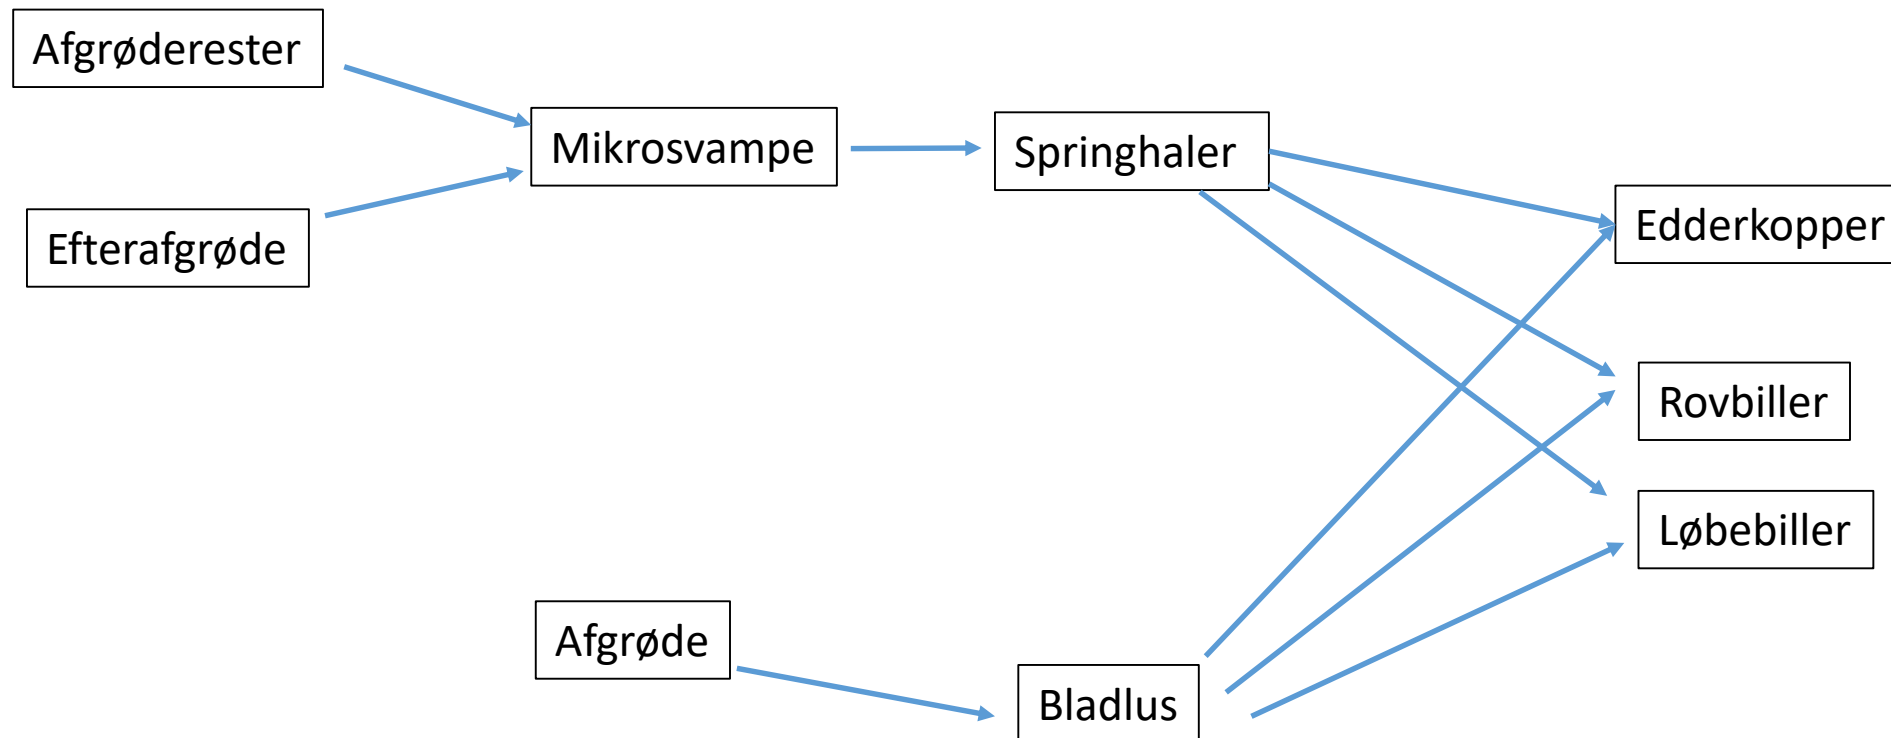 Afgrøderester
Efterafgrøde
Mikrosvampe
Springhaler
Edderkopper
Rovbiller
Løbebiller
Afgrøde
Bladlus